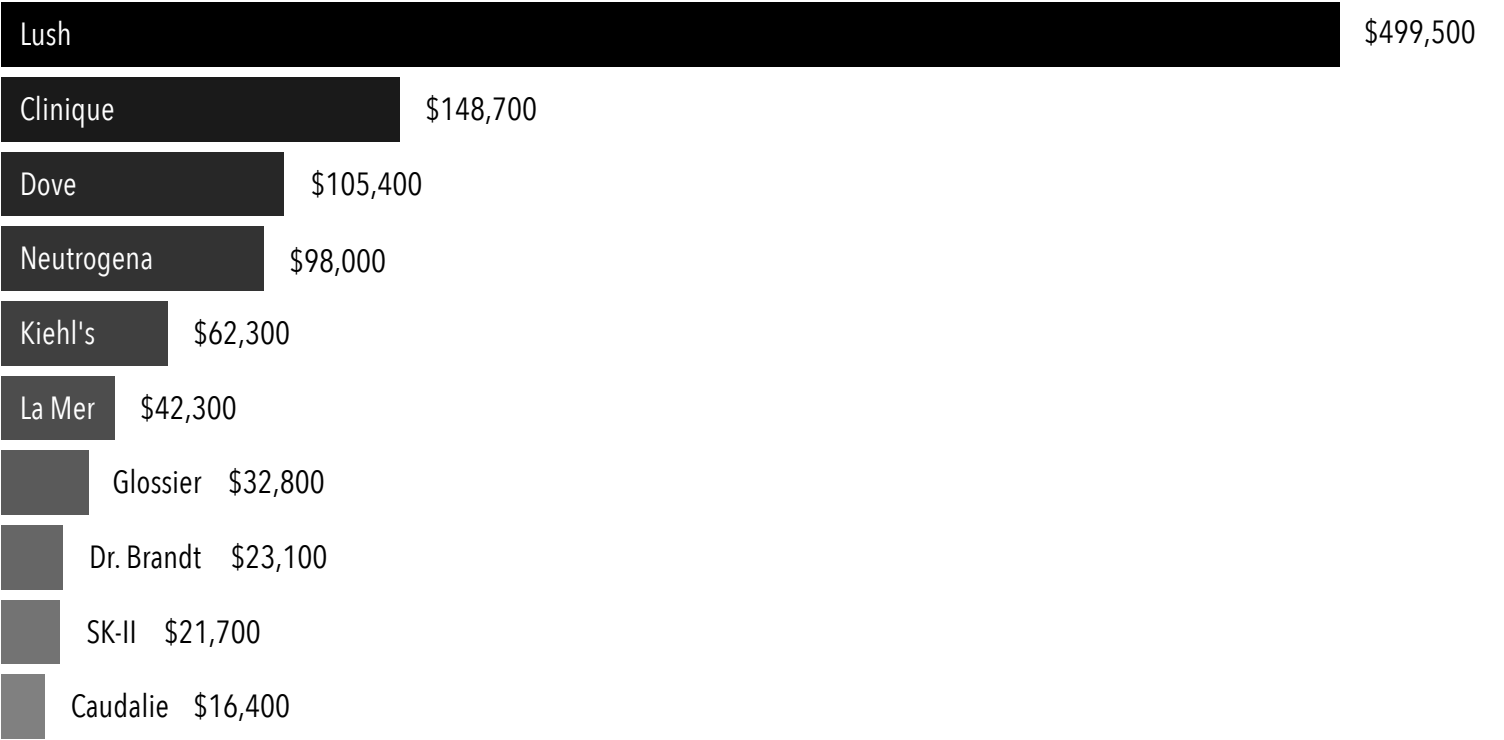 Lush $499,500
Clinique $148,700
Dove $105,400
Neutrogena $98,000
Kiehl's $62,300
La Mer $42,300
Glossier $32,800
Dr. Brandt $23,100
SK-II $21,700
Caudalie $16,400